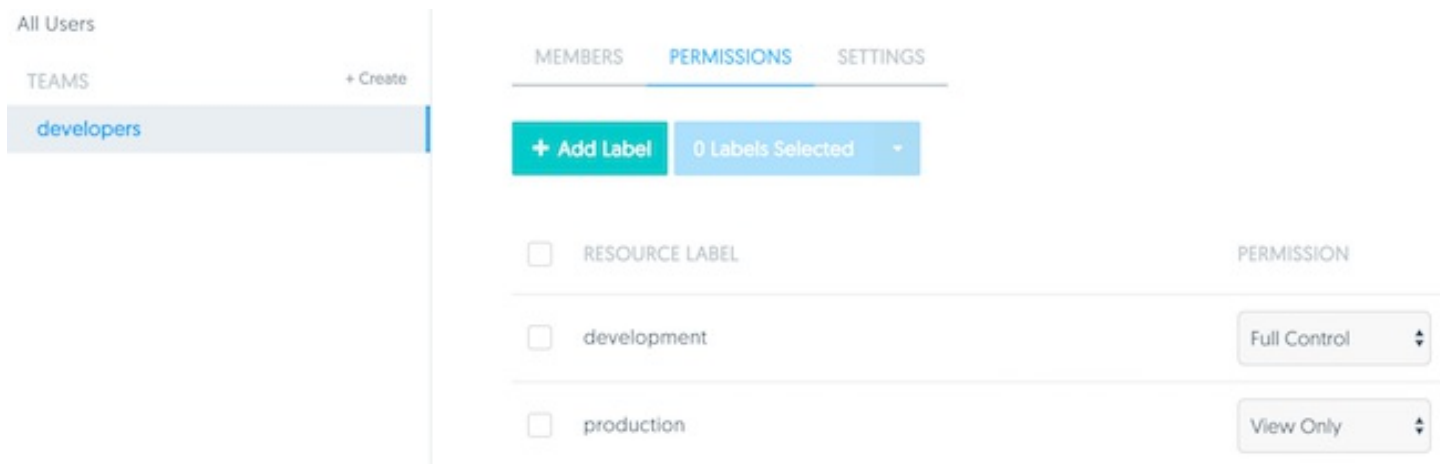 All Users
TEAMS + Create
developers
MEMBERS PERMISSIONS SETTINGS
+ Add Label 0 Labels Selected
RESOURCE LABEL PERMISSION
development Full Control
production View Only